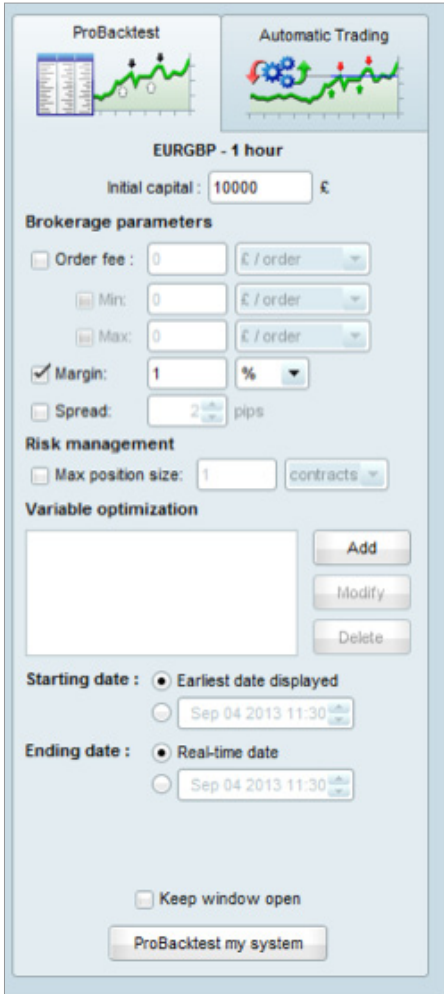 ProBacktest
Automatic Trading
EURGBP - 1 hour
Initial capital : 10000 £
Brokerage parameters
Order fee : 0 £ / order
Min: 0 £ / order
Max: 0 £ / order
Margin: 1 %
Spread: 2 pips
Risk management
Max position size: 1 contracts
Variable optimization
Add
Modify
Delete
Starting date : Earliest date displayed
Sep 04 2013 11:30
Ending date : Real-time date
Sep 04 2013 11:30
Keep window open
ProBacktest my system